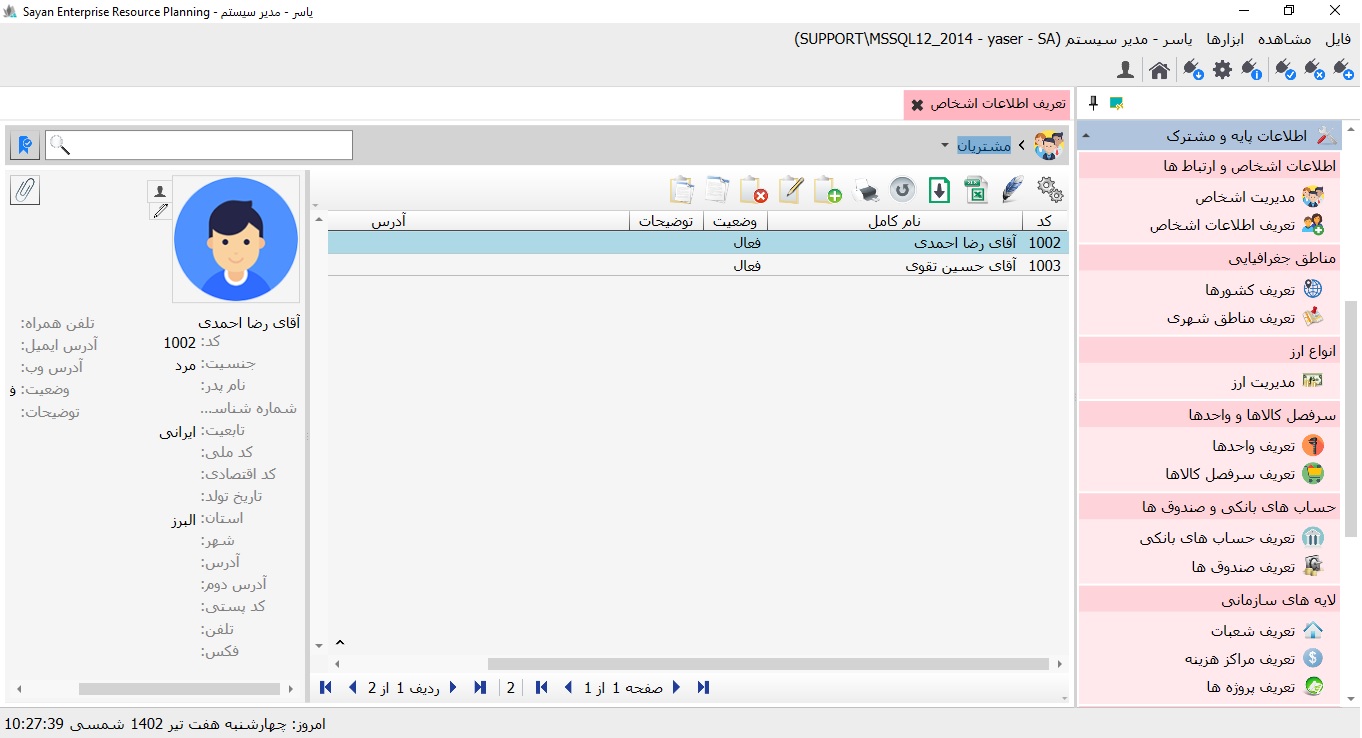 Sayan Enterprise Resource Planning - یاسر - مدیر سیستم
فایل مشاهده ابزارها یاسر - مدیر سیستم (SUPPORT\MSSQL12_2014 - yaser - SA)
تعریف اطلاعات اشخاص
مشتریان
اطلاعات پایه و مشترک
اطلاعات اشخاص و ارتباط ها
مدیریت اشخاص
تعریف اطلاعات اشخاص
مناطق جغرافیایی
تعریف کشورها
تعریف مناطق شهری
انواع ارز
مدیریت ارز
سرفصل کالاها و واحدها
تعریف واحدها
تعریف سرفصل کالاها
حساب های بانکی و صندوق ها
تعریف حساب های بانکی
تعریف صندوق ها
لایه های سازمانی
تعریف شعبات
تعریف مراکز هزینه
تعریف پروژه ها
کد نام کامل وضعیت توضیحات آدرس
1002 آقای رضا احمدی فعال
1003 آقای حسین تقوی فعال
صفحه 1 از 1
2
ردیف 1 از 2
آقای رضا احمدی
کد: 1002
جنسیت: مرد
نام پدر:
شماره شناس...
تابعیت: ایرانی
کد ملی:
کد اقتصادی:
تاریخ تولد:
استان: البرز
شهر:
آدرس:
آدرس دوم:
کد پستی:
تلفن:
فکس:
تلفن همراه:
آدرس ایمیل:
آدرس وب:
وضعیت: ف
توضیحات:
امروز: چهارشنبه هفت تیر 1402 شمسی 10:27:39